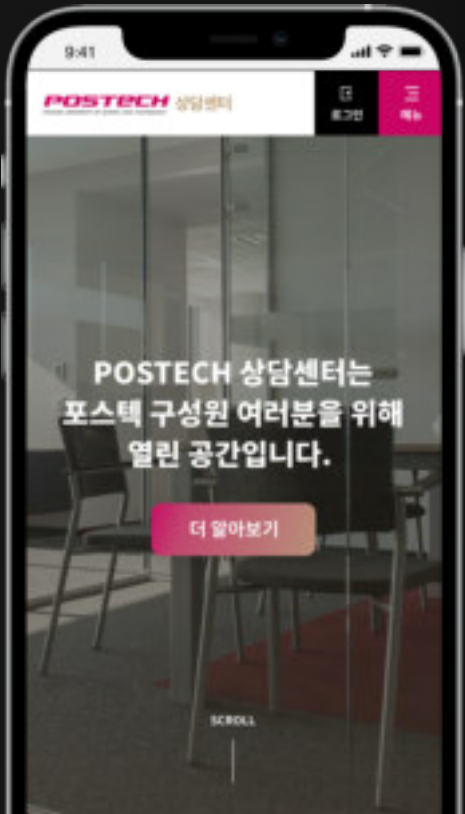 9:41
POSTECH 상담센터
로그인
메뉴
POSTECH 상담센터는
포스텍 구성원 여러분을 위해
열린 공간입니다.
더 알아보기
SCROLL